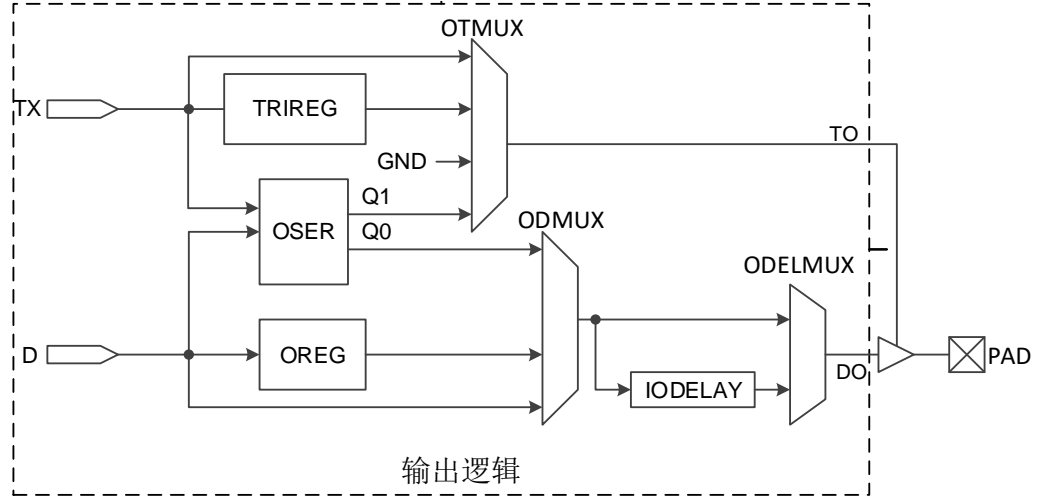 OTMUX
TX
TRIREG
TO
GND
Q1
OSER
Q0
ODMUX
ODELMUX
D
OREG
DO
PAD
IODELAY
输出逻辑